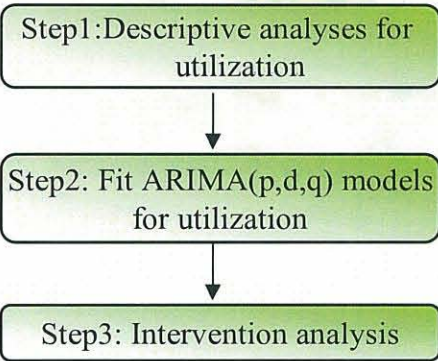 Step1:Descriptive analyses for
utilization
Step2: Fit ARIMA(p,d,q) models
for utilization
Step3: Intervention analysis